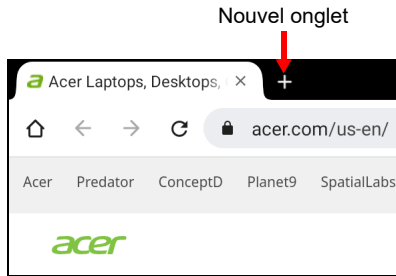 Nouvel onglet
a Acer Laptops, Desktops,
acer.com/us-en/
Acer Predator ConceptD Planet9 SpatialLabs
acer